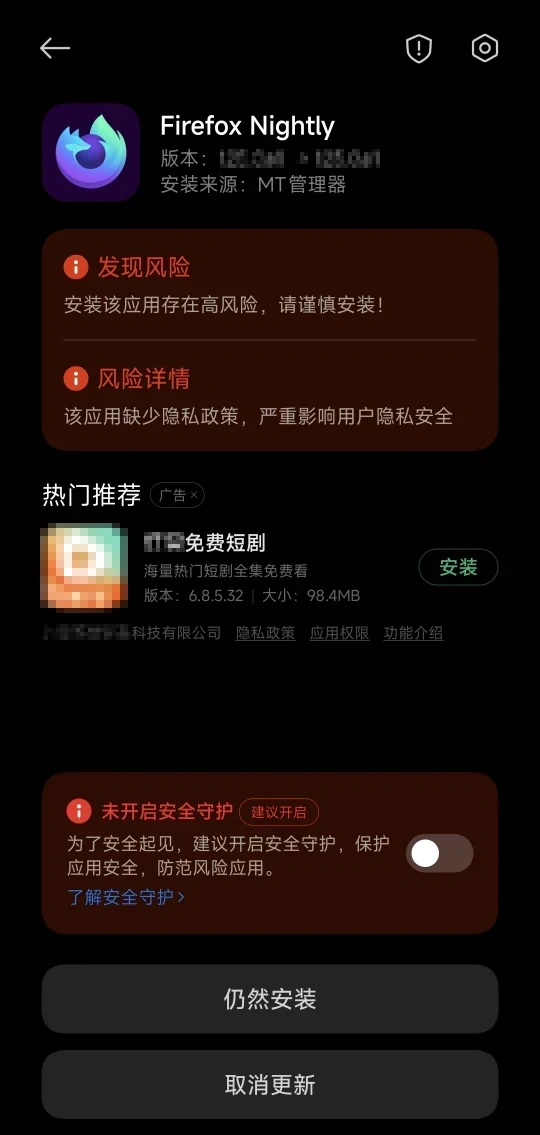 Firefox Nightly
版本：
安装来源：MT管理器
发现风险
安装该应用存在高风险，请谨慎安装！
风险详情
该应用缺少隐私政策，严重影响用户隐私安全
热门推荐 广告×
免费短剧
海量热门短剧全集免费看
安装
版本：6.8.5.32 | 大小：98.4MB
科技有限公司 隐私政策 应用权限 功能介绍
未开启安全守护 建议开启
为了安全起见，建议开启安全守护，保护
应用安全，防范风险应用。
了解安全守护>
仍然安装
取消更新